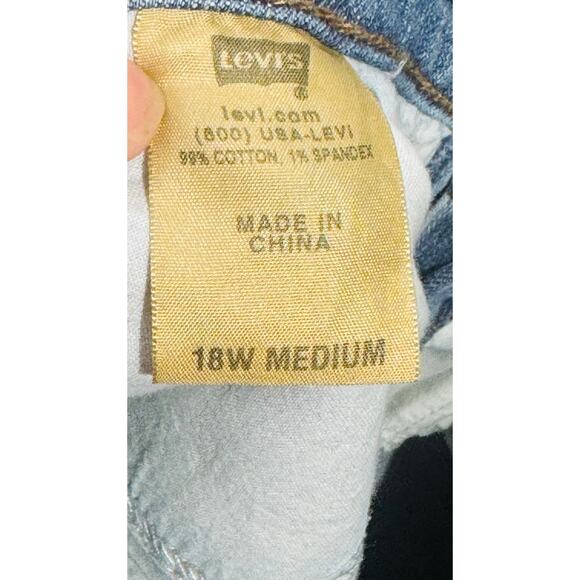 Levi's
®
levi.com
(800) USA-LEVI
99% COTTON, 1% SPANDEX
MADE IN
CHINA
18W MEDIUM